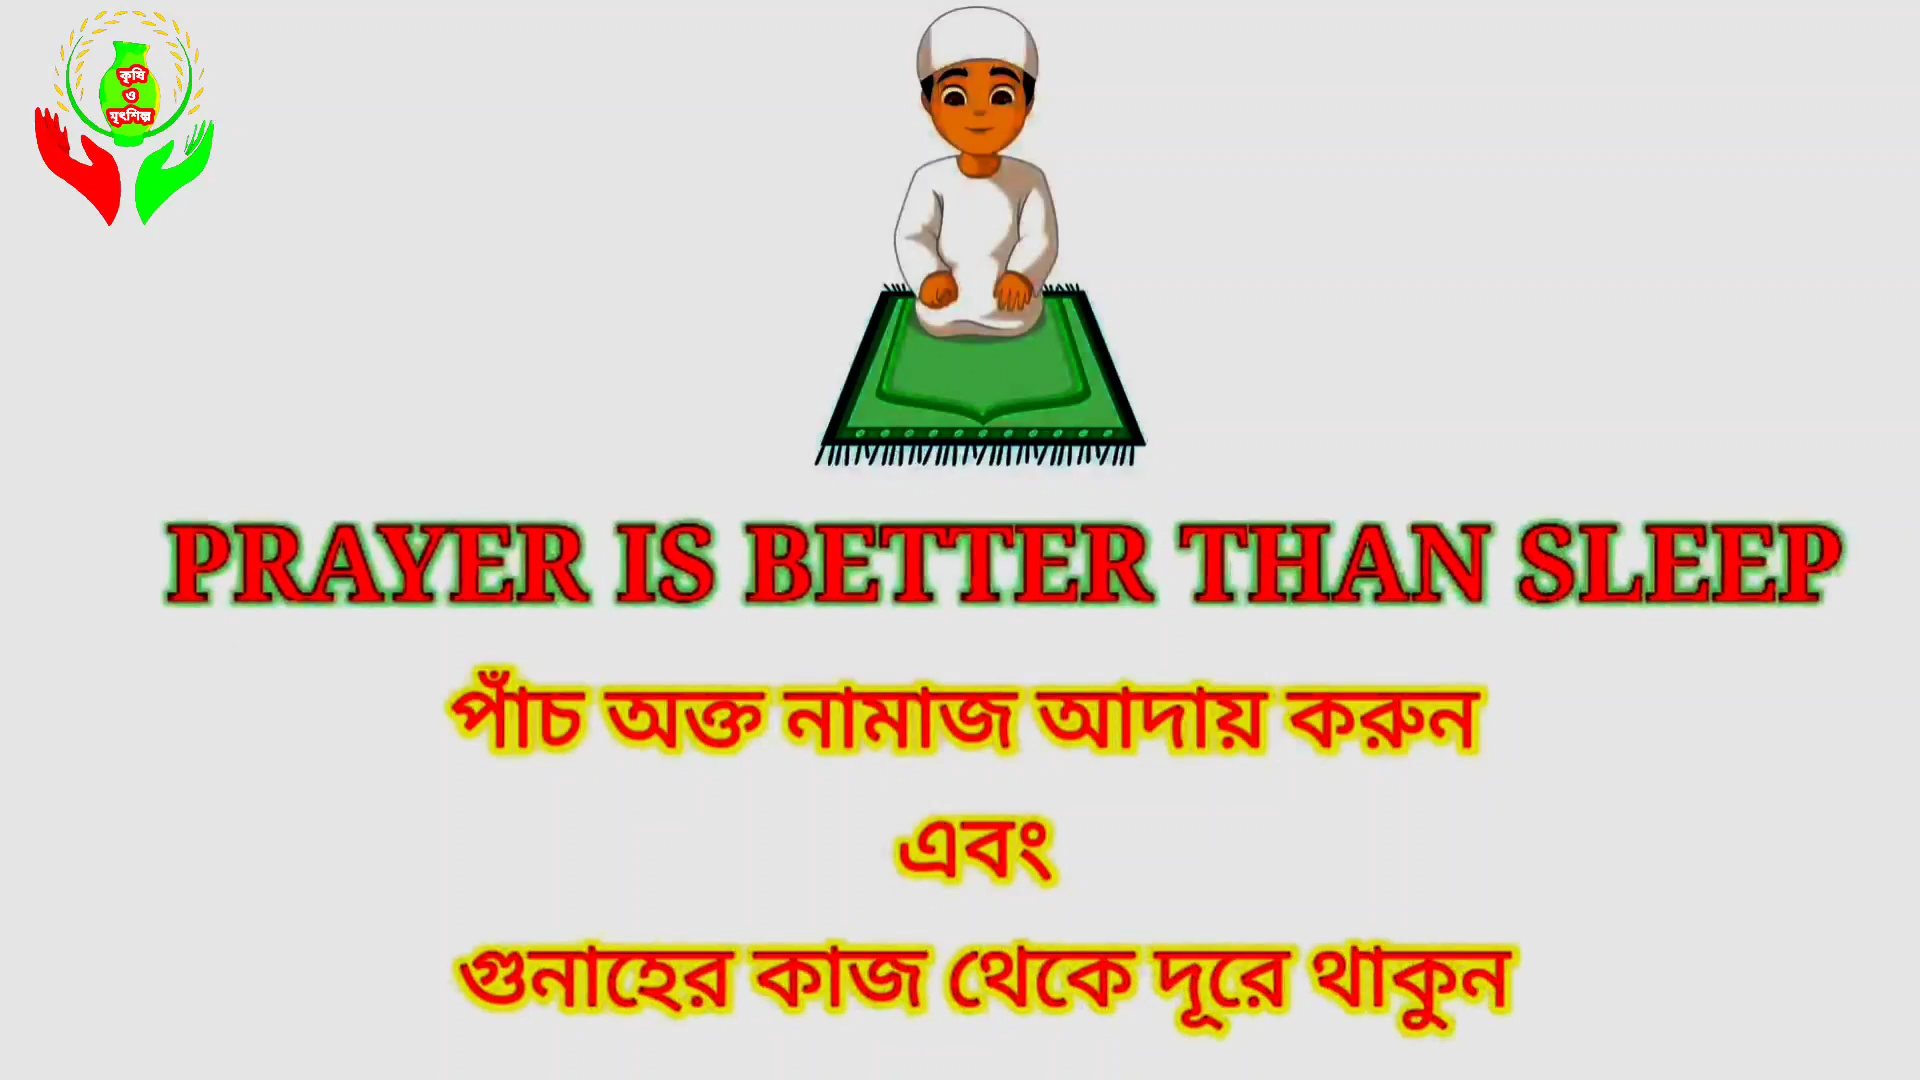 কৃষি
ও
মৃৎশিল্প
PRAYER IS BETTER THAN SLEEP
পাঁচ অক্ত নামাজ আদায় করুন
এবং
গুনাহের কাজ থেকে দূরে থাকুন